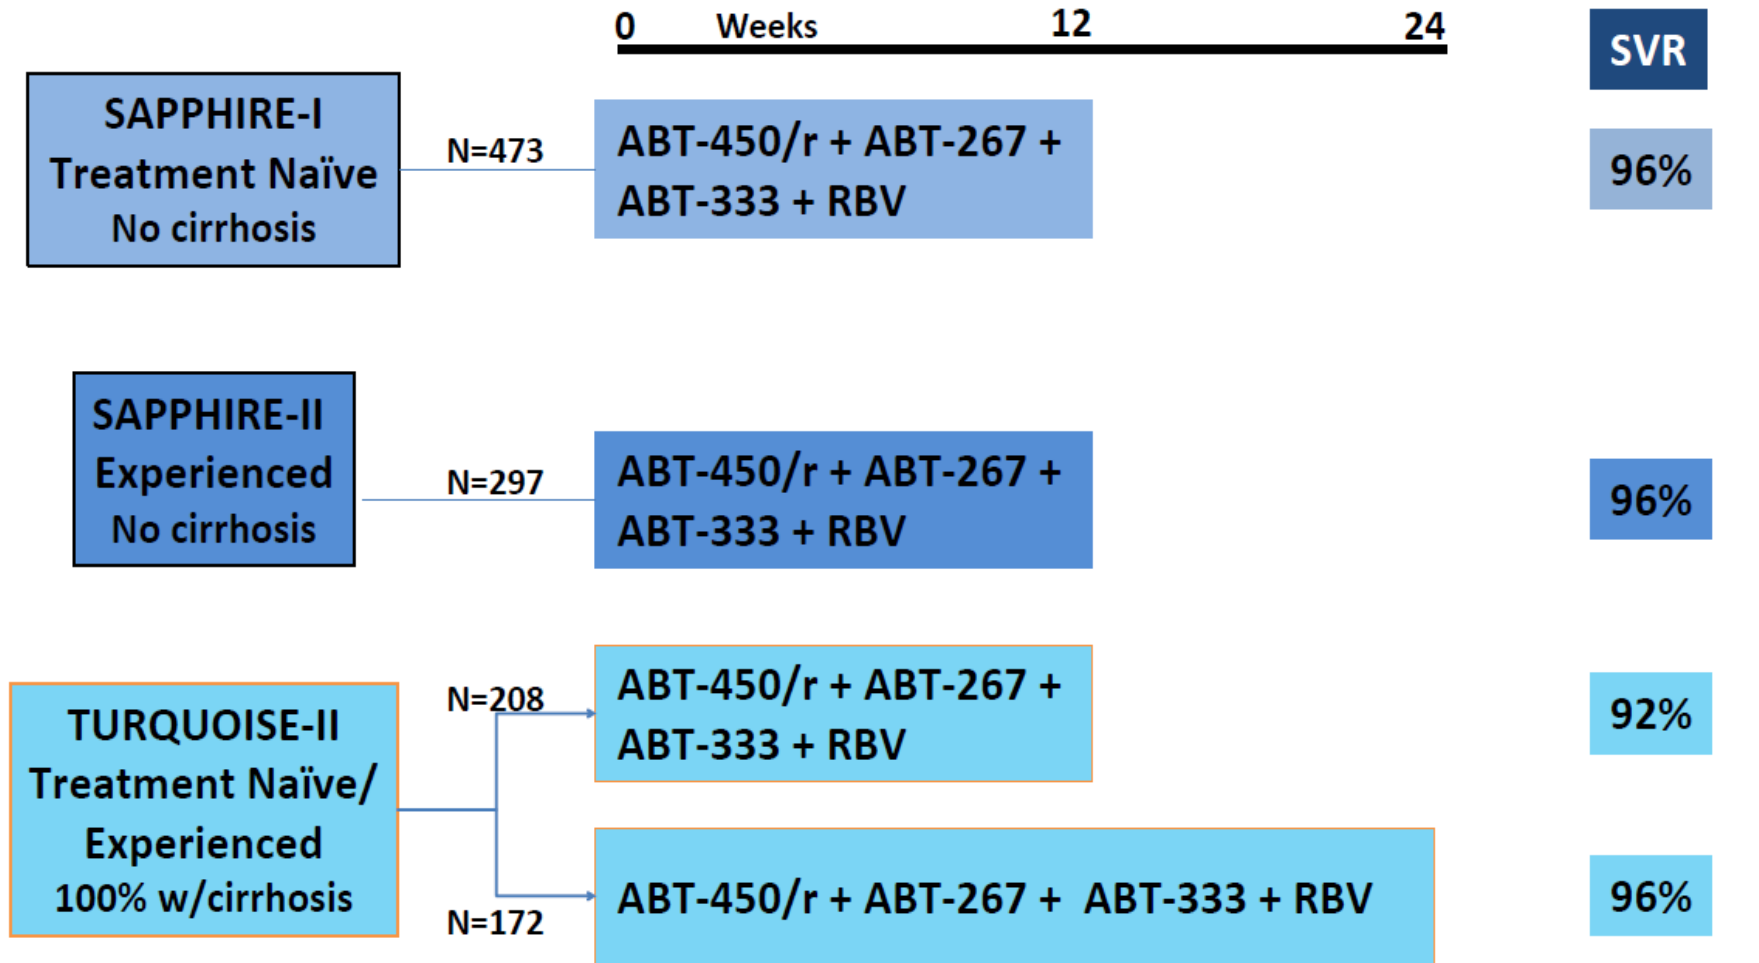 0 Weeks 12 24
SVR
SAPPHIRE-I
Treatment Naïve
No cirrhosis
N=473
ABT-450/r + ABT-267 +
ABT-333 + RBV
96%
SAPPHIRE-II
Experienced
No cirrhosis
N=297
ABT-450/r + ABT-267 +
ABT-333 + RBV
96%
TURQUOISE-II
Treatment Naïve/
Experienced
100% w/cirrhosis
N=208
ABT-450/r + ABT-267 +
ABT-333 + RBV
92%
N=172
ABT-450/r + ABT-267 + ABT-333 + RBV
96%